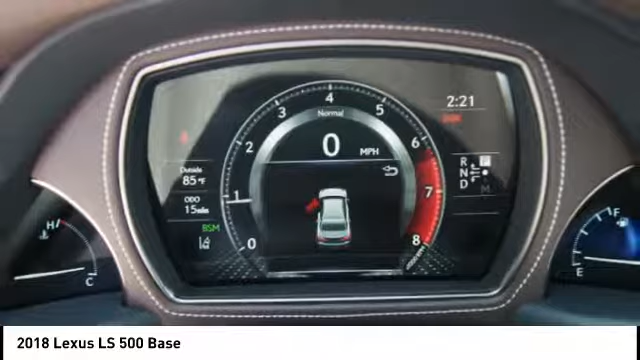 2:21
Normal
0 MPH
0
1
2
3
4
5
6
7
8
Outside
85°F
ODO
15miles
BSM
R
N
D
P
M
H
C
F
E
2018 Lexus LS 500 Base